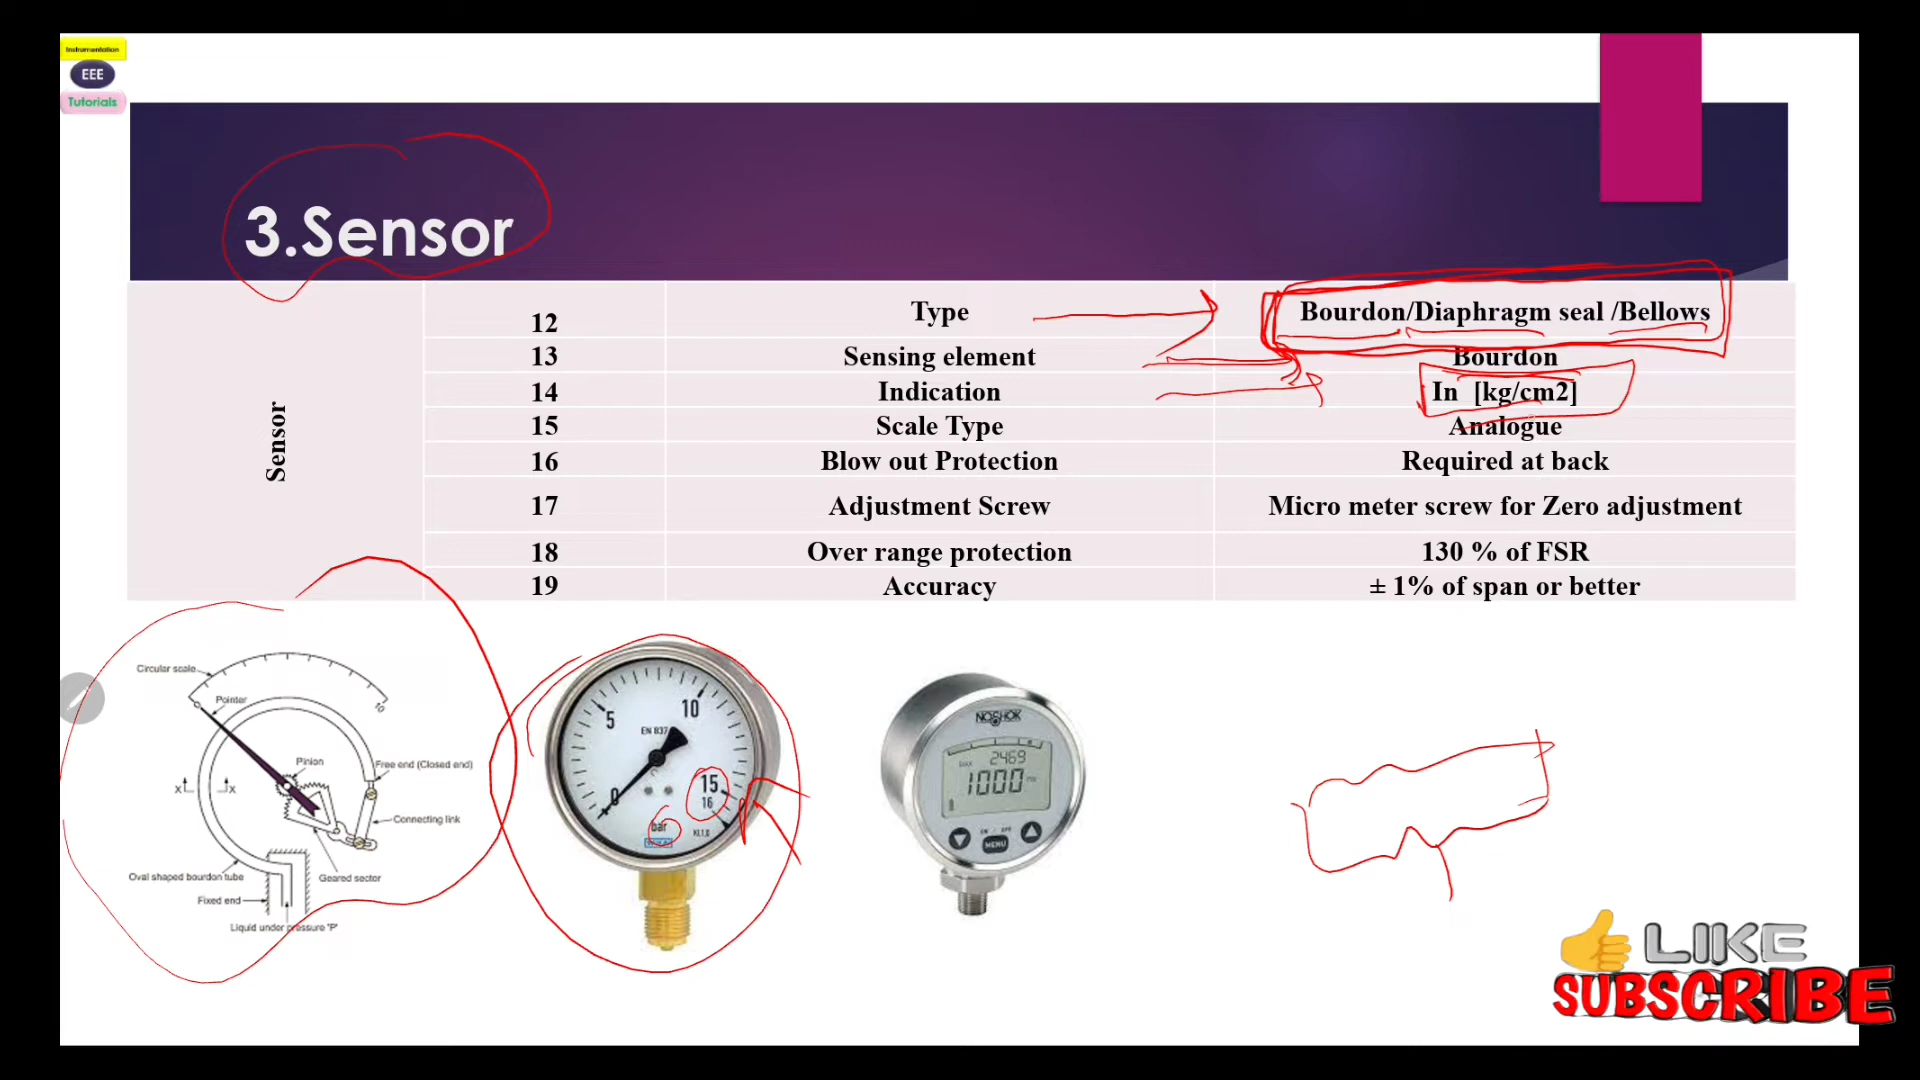 Instrumentation
EEE
Tutorials
3.Sensor
Sensor
12 Type Bourdon/Diaphragm seal /Bellows
13 Sensing element Bourdon
14 Indication In [kg/cm2]
15 Scale Type Analogue
16 Blow out Protection Required at back
17 Adjustment Screw Micro meter screw for Zero adjustment
18 Over range protection 130 % of FSR
19 Accuracy ± 1% of span or better
Circular scale
10
Pointer
Pinion
Free end (Closed end)
X X
Connecting link
Oval shaped bourdon tube
Geared sector
Fixed end
Liquid under pressure 'P'
0 5 10 15 16
EN 837
bar
NOSHOK
MAX 2469
1000
MENU
LIKE
SUBSCRIBE